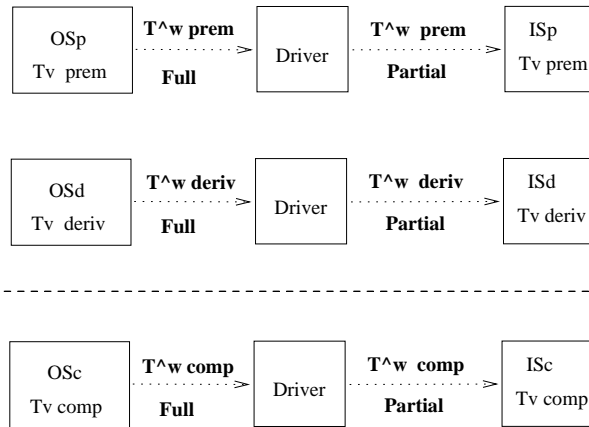 OSp
Tv prem
T^w prem
Full
Driver
T^w prem
Partial
ISp
Tv prem
OSd
Tv deriv
T^w deriv
Full
Driver
T^w deriv
Partial
ISd
Tv deriv
OSc
Tv comp
T^w comp
Full
Driver
T^w comp
Partial
ISc
Tv comp